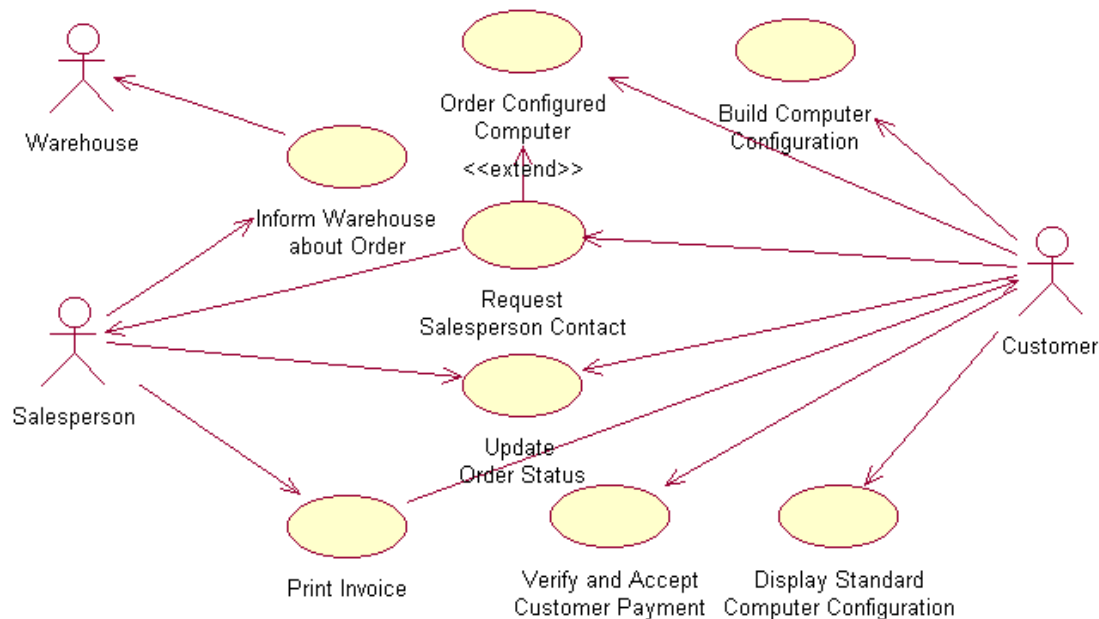 Order Configured
Computer
Build Computer
Configuration
Warehouse
<<extend>>
Inform Warehouse
about Order
Request
Salesperson Contact
Customer
Salesperson
Update
Order Status
Print Invoice
Verify and Accept
Customer Payment
Display Standard
Computer Configuration